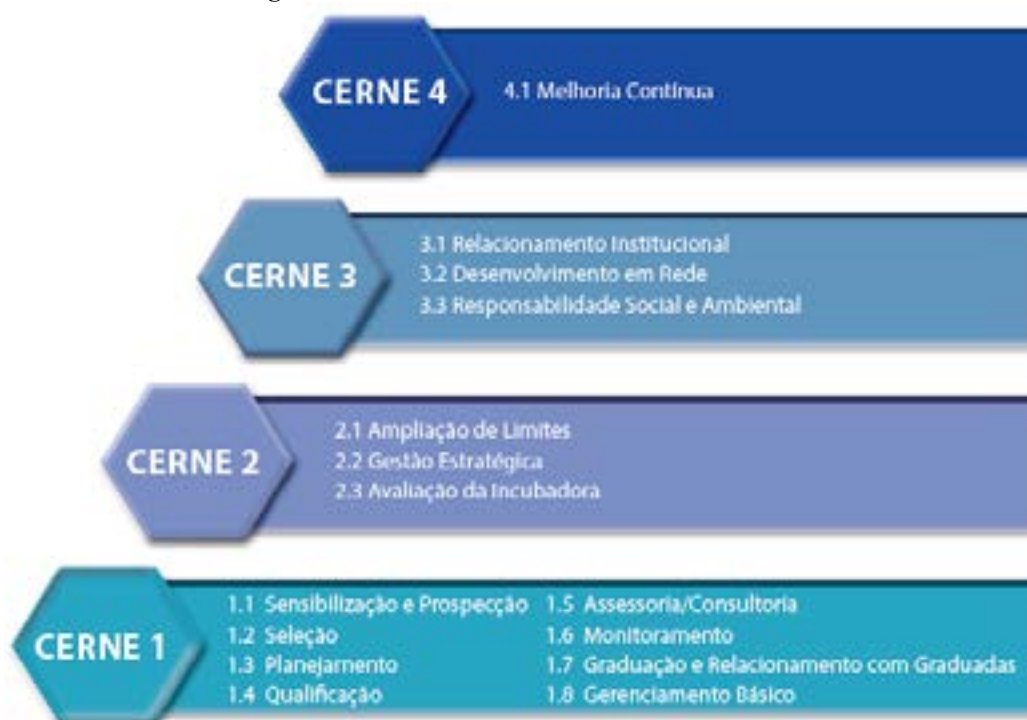 CERNE 4
4.1 Melhoria Contínua
CERNE 3
3.1 Relacionamento Institucional
3.2 Desenvolvimento em Rede
3.3 Responsabilidade Social e Ambiental
CERNE 2
2.1 Ampliação de Limites
2.2 Gestão Estratégica
2.3 Avaliação da Incubadora
CERNE 1
1.1 Sensibilização e Prospecção
1.2 Seleção
1.3 Planejamento
1.4 Qualificação
1.5 Assessoria/Consultoria
1.6 Monitoramento
1.7 Graduação e Relacionamento com Graduadas
1.8 Gerenciamento Básico